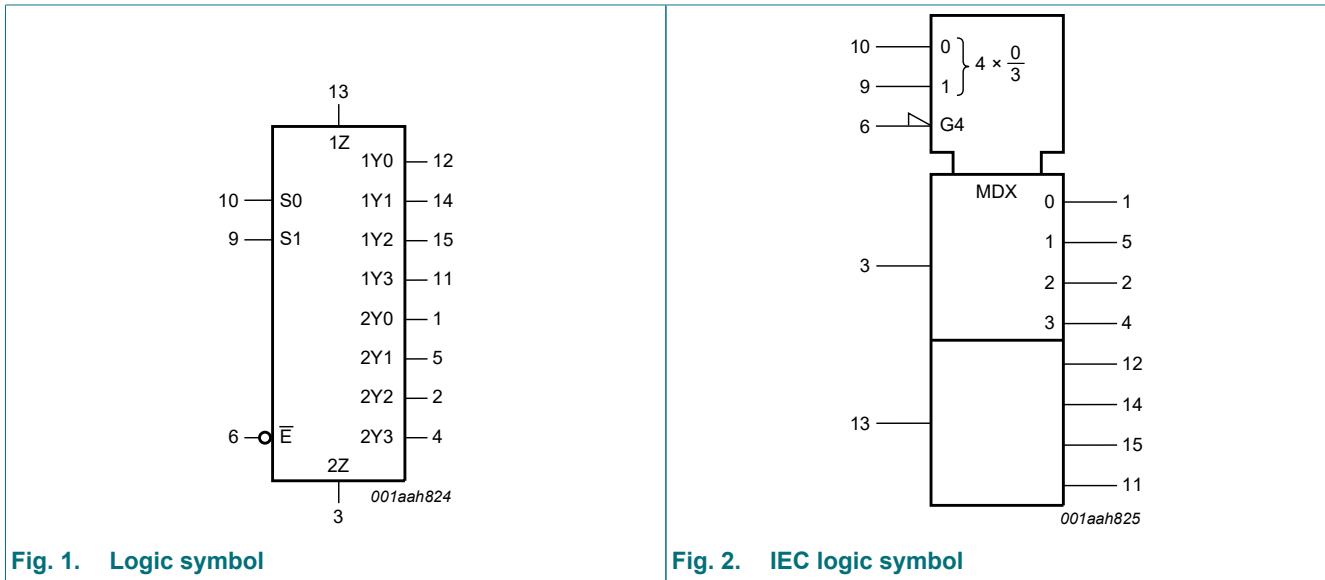 13
1Z
1Y0 12
10 S0 1Y1 14
9 S1 1Y2 15
1Y3 11
2Y0 1
2Y1 5
2Y2 2
6 E̅ 2Y3 4
2Z
001aah824
3
Fig. 1. Logic symbol
10 0 } 4 × 0/3
9 1
6 G4
MDX
0 1
1 5
3
2 2
3 4
12
14
13
15
11
001aah825
Fig. 2. IEC logic symbol